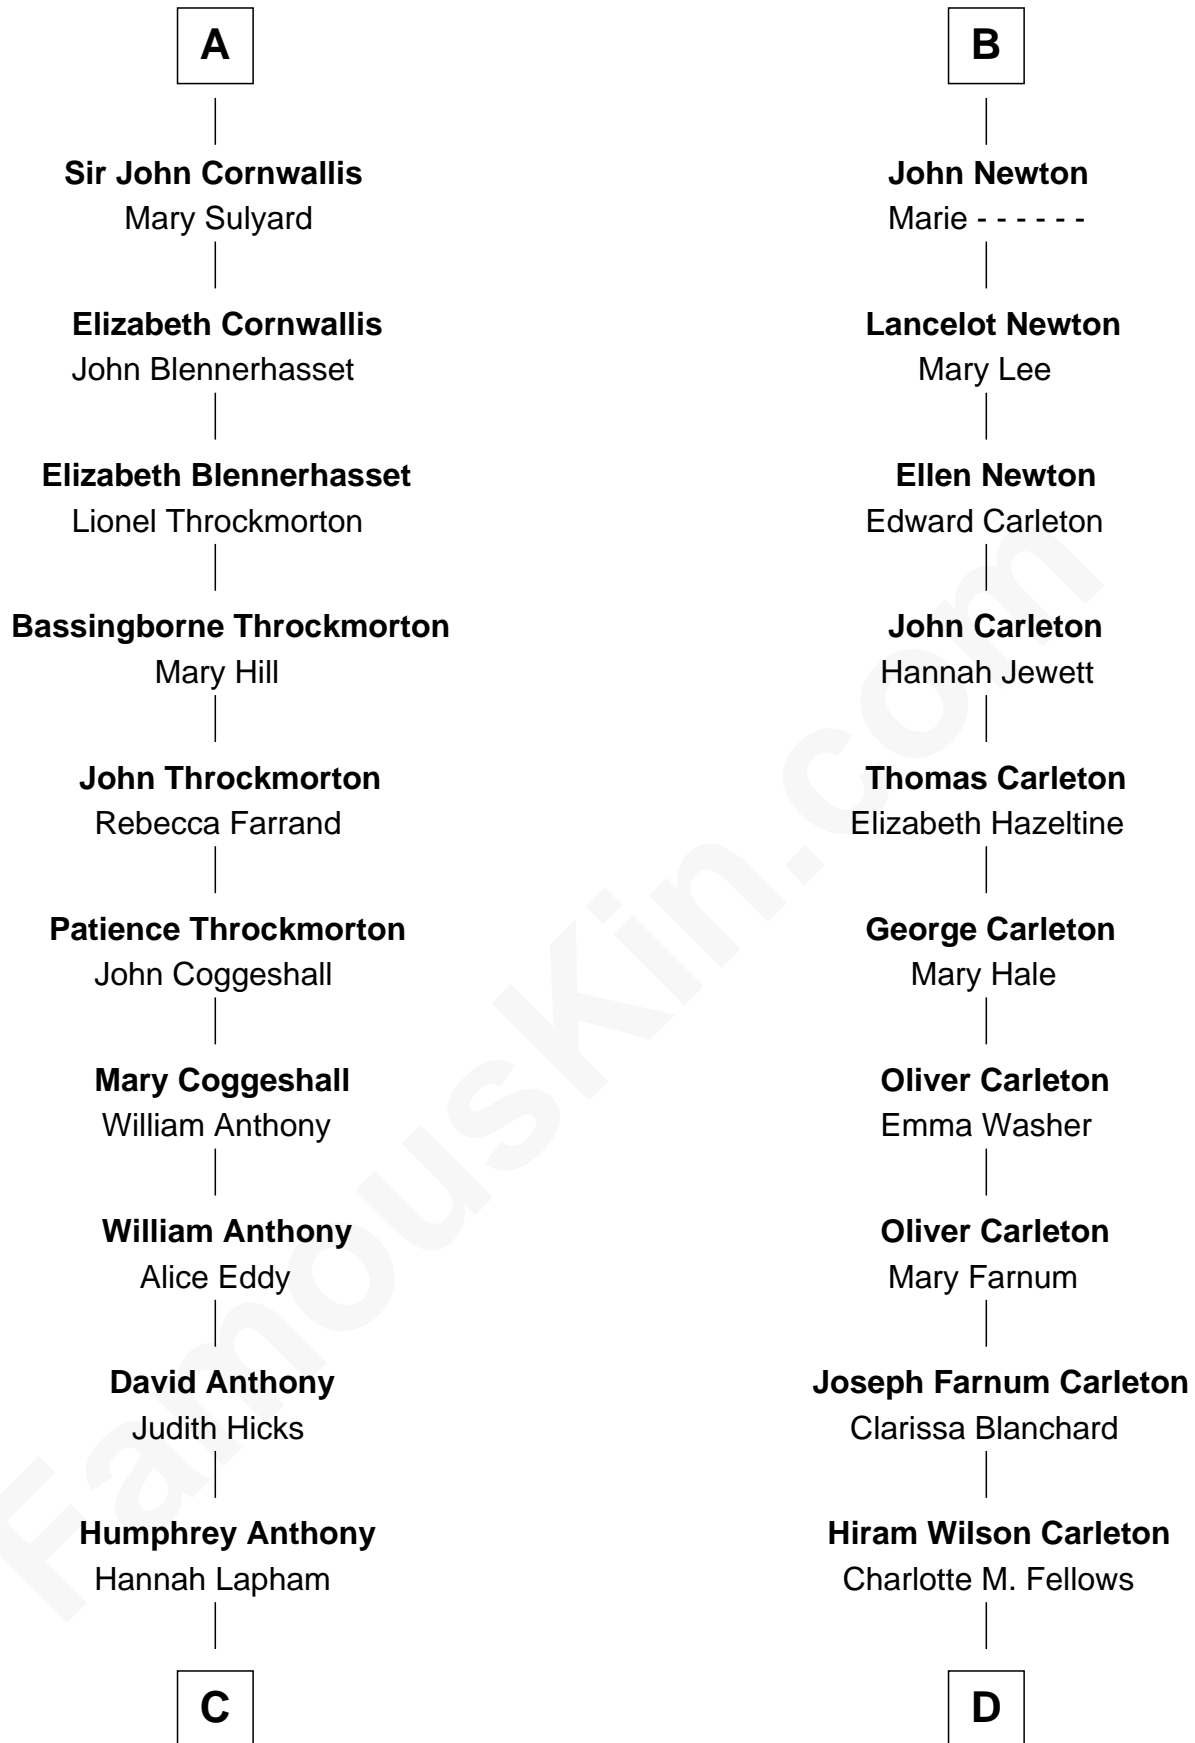 A
Sir John Cornwallis
Mary Sulyard
Elizabeth Cornwallis
John Blennerhasset
Elizabeth Blennerhasset
Lionel Throckmorton
Bassingborne Throckmorton
Mary Hill
John Throckmorton
Rebecca Farrand
Patience Throckmorton
John Coggeshall
Mary Coggeshall
William Anthony
William Anthony
Alice Eddy
David Anthony
Judith Hicks
Humphrey Anthony
Hannah Lapham
C
B
John Newton
Marie - - - - - -
Lancelot Newton
Mary Lee
Ellen Newton
Edward Carleton
John Carleton
Hannah Jewett
Thomas Carleton
Elizabeth Hazeltine
George Carleton
Mary Hale
Oliver Carleton
Emma Washer
Oliver Carleton
Mary Farnum
Joseph Farnum Carleton
Clarissa Blanchard
Hiram Wilson Carleton
Charlotte M. Fellows
D
FamousKin.com